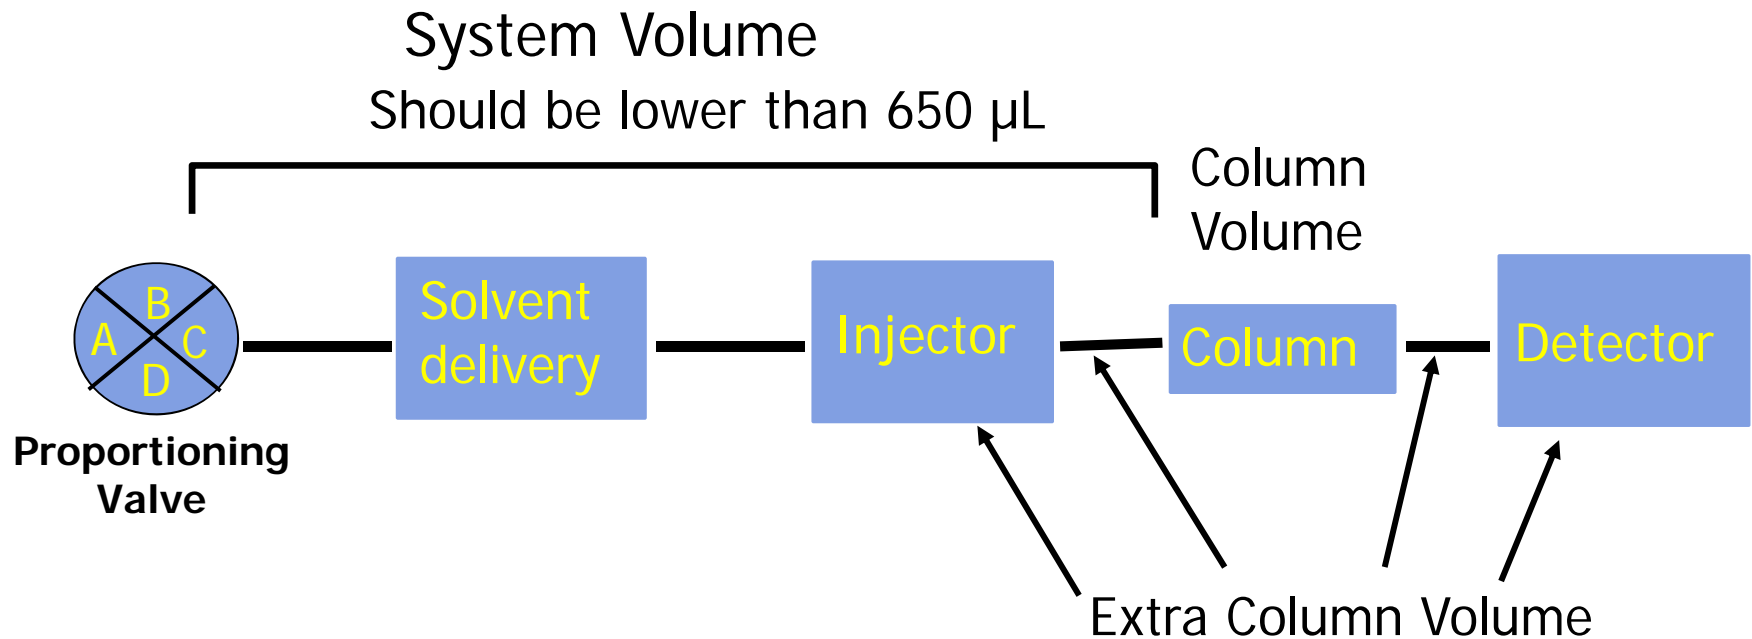 System Volume
Should be lower than 650 µL
Column
Volume
A
B
C
D
Solvent
delivery
Injector
Column
Detector
Proportioning
Valve
Extra Column Volume